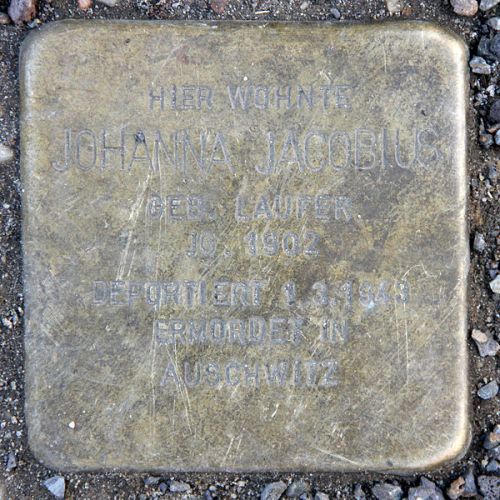 HIER WOHNTE
JOHANNA JACOBIUS
GEB. LAUFER
JG. 1902
DEPORTIERT 1.3.1943
ERMORDET IN
AUSCHWITZ